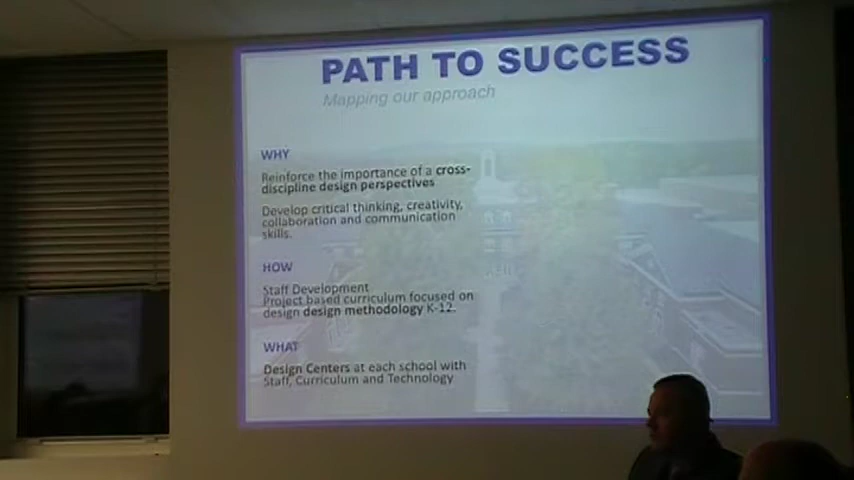 PATH TO SUCCESS
Mapping our approach
WHY
Reinforce the importance of a cross-
discipline design perspectives
Develop critical thinking, creativity,
collaboration and communication
skills.
HOW
Staff Development
Project based curriculum focused on
design design methodology K-12.
WHAT
Design Centers at each school with
Staff, Curriculum and Technology